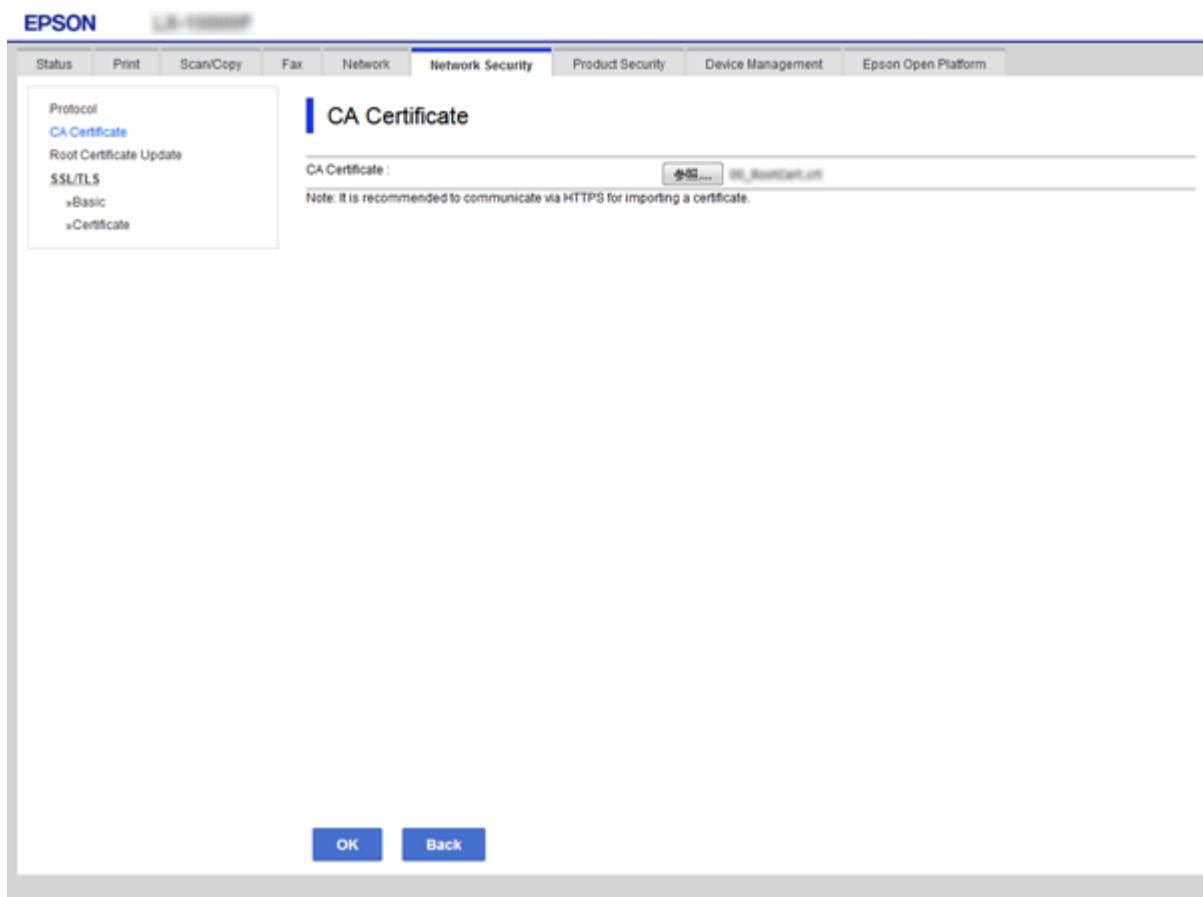 EPSON
Status Print Scan/Copy Fax Network Network Security Product Security Device Management Epson Open Platform
Protocol
CA Certificate
Root Certificate Update
SSL/TLS
»Basic
»Certificate
CA Certificate
CA Certificate :
参照...
Note: It is recommended to communicate via HTTPS for importing a certificate.
OK Back